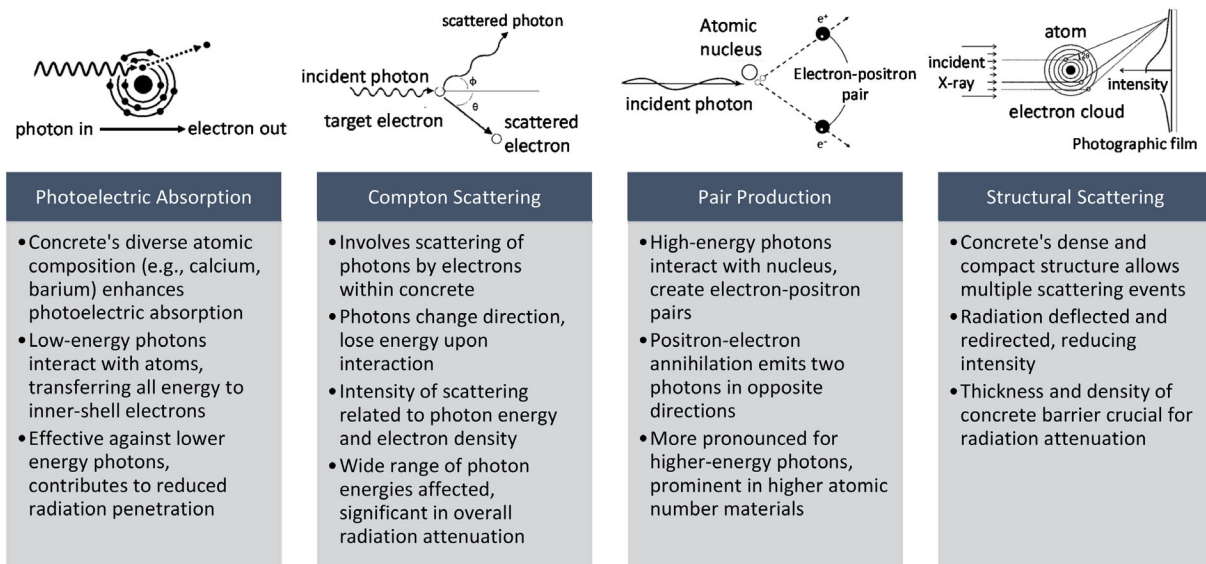 photon in
electron out
scattered photon
incident photon
ϕ
θ
target electron
scattered
electron
Atomic
nucleus
e⁺
Electron-positron
pair
incident photon
e⁻
atom
incident
X-ray
2θ
intensity
electron cloud
Photographic film
Photoelectric Absorption
•Concrete's diverse atomic
composition (e.g., calcium,
barium) enhances
photoelectric absorption
•Low-energy photons
interact with atoms,
transferring all energy to
inner-shell electrons
•Effective against lower
energy photons,
contributes to reduced
radiation penetration
Compton Scattering
•Involves scattering of
photons by electrons
within concrete
•Photons change direction,
lose energy upon
interaction
•Intensity of scattering
related to photon energy
and electron density
•Wide range of photon
energies affected,
significant in overall
radiation attenuation
Pair Production
•High-energy photons
interact with nucleus,
create electron-positron
pairs
•Positron-electron
annihilation emits two
photons in opposite
directions
•More pronounced for
higher-energy photons,
prominent in higher atomic
number materials
Structural Scattering
•Concrete's dense and
compact structure allows
multiple scattering events
•Radiation deflected and
redirected, reducing
intensity
•Thickness and density of
concrete barrier crucial for
radiation attenuation